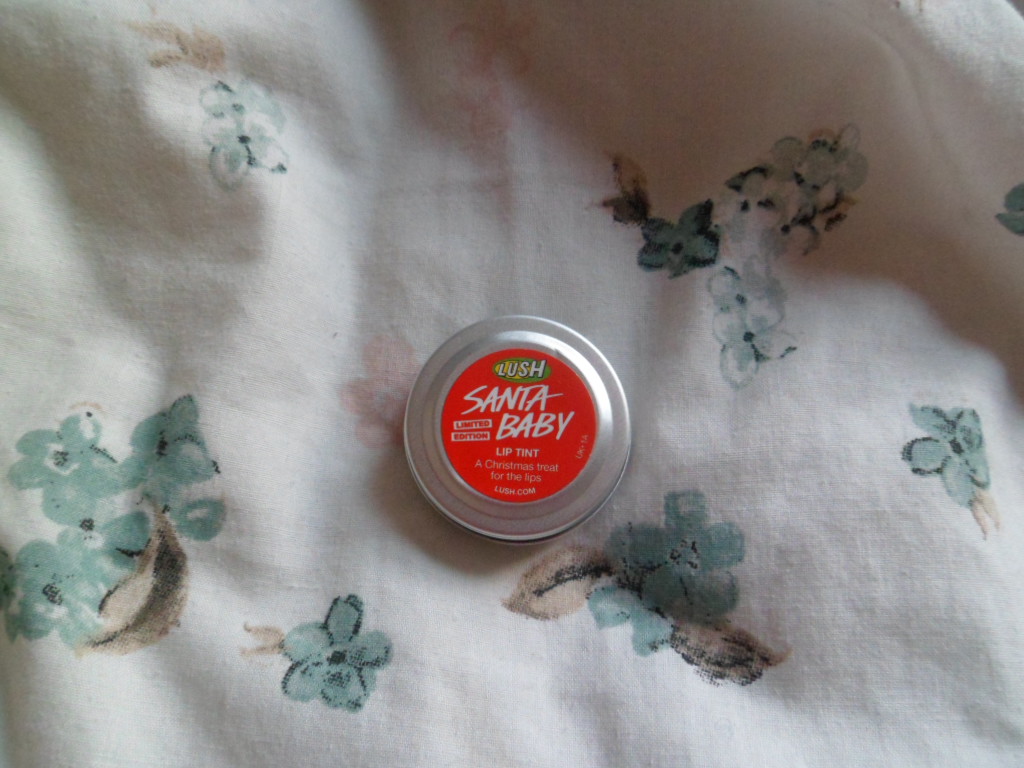 LUSH
SANTA
BABY
LIMITED
EDITION
LIP TINT
A Christmas treat
for the lips
LUSH.COM